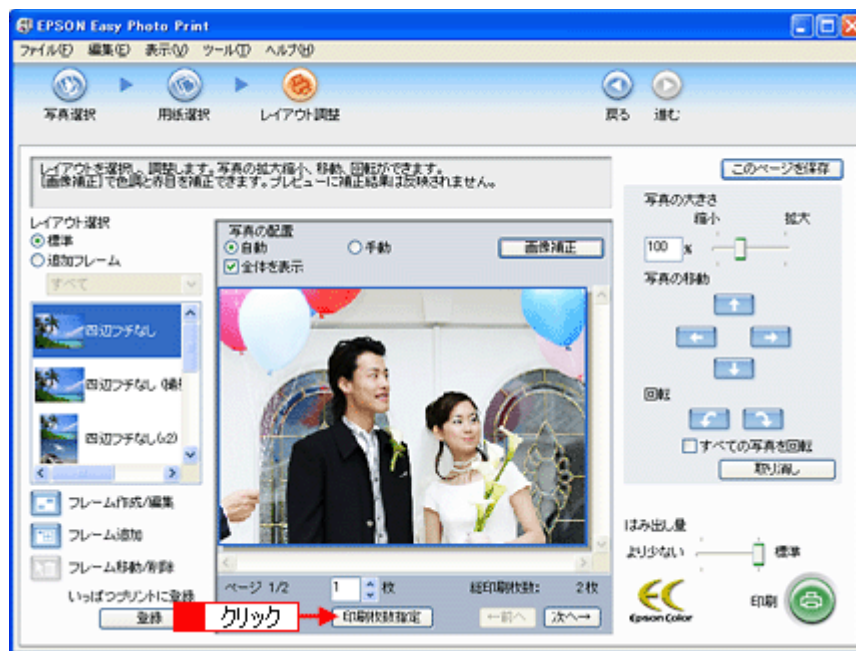 EPSON Easy Photo Print
ファイル(F) 編集(E) 表示(V) ツール(T) ヘルプ(H)
写真選択 用紙選択 レイアウト調整 戻る 進む
レイアウトを選択し、調整します。写真の拡大縮小、移動、回転ができます。
[画像補正]で色調と赤目を補正できます。プレビューに補正結果は反映されません。
このページを保存
レイアウト選択
標準
追加フレーム
すべて
四辺フチなし
四辺フチなし
四辺フチなし(x2)
フレーム作成/編集
フレーム追加
フレーム移動/削除
いっぱつプリントに登録
登録
写真の配置
自動 手動 画像補正
全体を表示
ページ 1/2 1 枚 総印刷枚数: 2枚
クリック
印刷枚数指定 ←前へ 次へ→
写真の大きさ
縮小 拡大
100 %
写真の移動
回転
すべての写真を回転
取り消し
はみ出し量
より少ない 標準
Epson Color
印刷